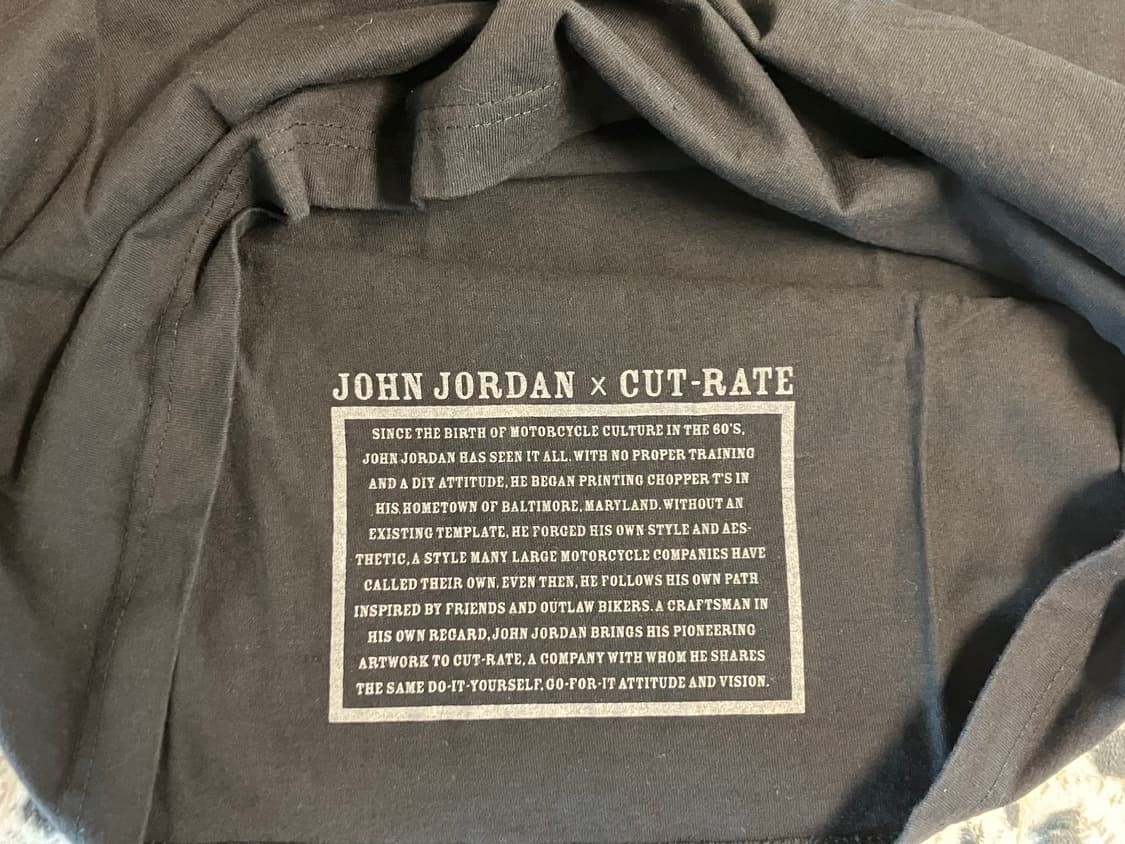 JOHN JORDAN x CUT-RATE
SINCE THE BIRTH OF MOTORCYCLE CULTURE IN THE 60'S,
JOHN JORDAN HAS SEEN IT ALL. WITH NO PROPER TRAINING
AND A DIY ATTITUDE, HE BEGAN PRINTING CHOPPER T'S IN
HIS HOMETOWN OF BALTIMORE, MARYLAND. WITHOUT AN
EXISTING TEMPLATE, HE FORGED HIS OWN STYLE AND AES-
THETIC, A STYLE MANY LARGE MOTORCYCLE COMPANIES HAVE
CALLED THEIR OWN. EVEN THEN, HE FOLLOWS HIS OWN PATH
INSPIRED BY FRIENDS AND OUTLAW BIKERS. A CRAFTSMAN IN
HIS OWN REGARD, JOHN JORDAN BRINGS HIS PIONEERING
ARTWORK TO CUT-RATE, A COMPANY WITH WHOM HE SHARES
THE SAME DO-IT-YOURSELF, GO-FOR-IT ATTITUDE AND VISION.